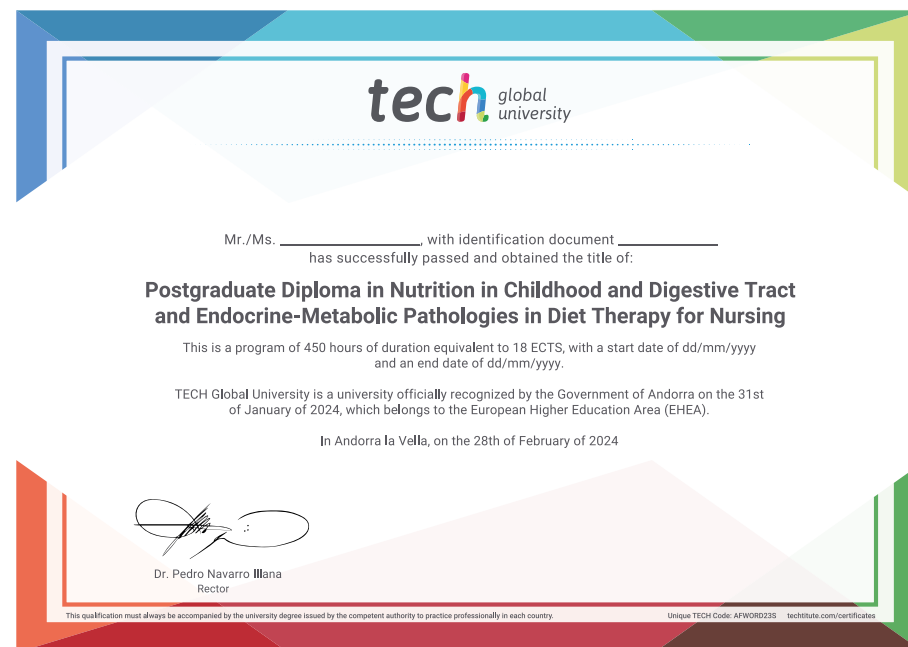 tech global university
Mr./Ms. ____________________, with identification document ______________
has successfully passed and obtained the title of:
Postgraduate Diploma in Nutrition in Childhood and Digestive Tract
and Endocrine-Metabolic Pathologies in Diet Therapy for Nursing
This is a program of 450 hours of duration equivalent to 18 ECTS, with a start date of dd/mm/yyyy
and an end date of dd/mm/yyyy.
TECH Global University is a university officially recognized by the Government of Andorra on the 31st
of January of 2024, which belongs to the European Higher Education Area (EHEA).
In Andorra la Vella, on the 28th of February of 2024
Dr. Pedro Navarro Illana
Rector
This qualification must always be accompanied by the university degree issued by the competent authority to practice professionally in each country.
Unique TECH Code: AFWORD23S techtitute.com/certificates